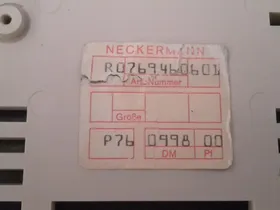 NECKERMANN
R0769460601
Art.-Nummer
Größe
P76 0998 00
DM Pf